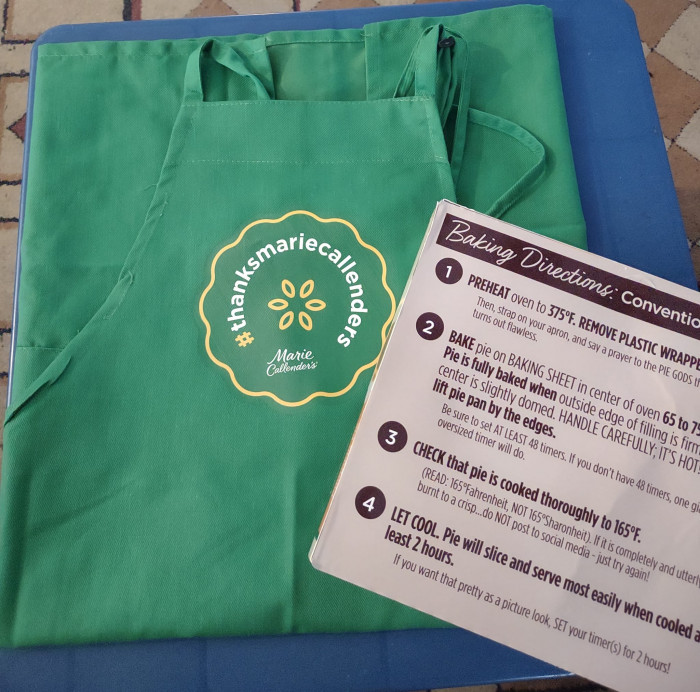 #thanksmariecallenders
Marie
Callender's
Baking Directions: Conventio
1 PREHEAT oven to 375°F. REMOVE PLASTIC WRAPPE
Then, strap on your apron, and say a prayer to the PIE GODS
turns out flawless.
2 BAKE pie on BAKING SHEET in center of oven 65 to 75
Pie is fully baked when outside edge of filling is firm
center is slightly domed. HANDLE CAREFULLY: IT'S HOT
lift pie pan by the edges.
Be sure to set AT LEAST 48 timers. If you don't have 48 timers, one
oversized timer will do.
3 CHECK that pie is cooked thoroughly to 165°F.
(READ: 165°Fahrenheit, NOT 165°Sharonheit). If it is completely and utter
burnt to a crisp...do NOT post to social media - just try again!
4 LET COOL. Pie will slice and serve most easily when cooled a
least 2 hours.
If you want that pretty as a picture look, SET your timer(s) for 2 hours!